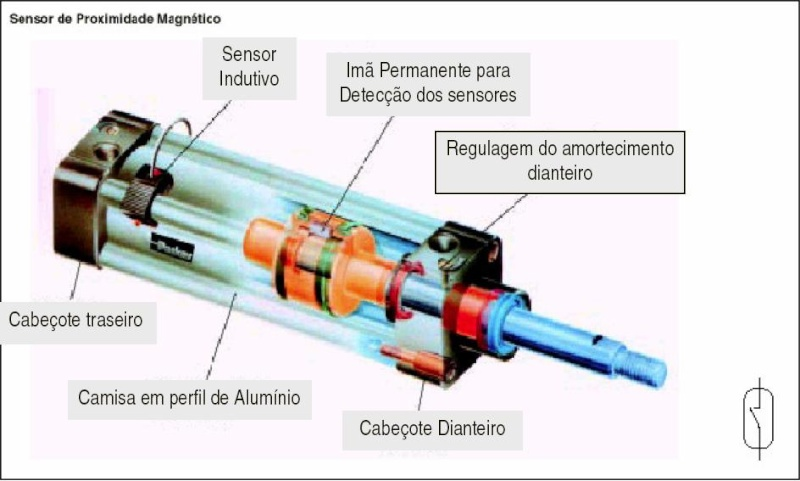 Sensor de Proximidade Magnético
Sensor
Indutivo
Imã Permanente para
Detecção dos sensores
Regulagem do amortecimento
dianteiro
Parker
Cabeçote traseiro
Camisa em perfil de Alumínio
Cabeçote Dianteiro